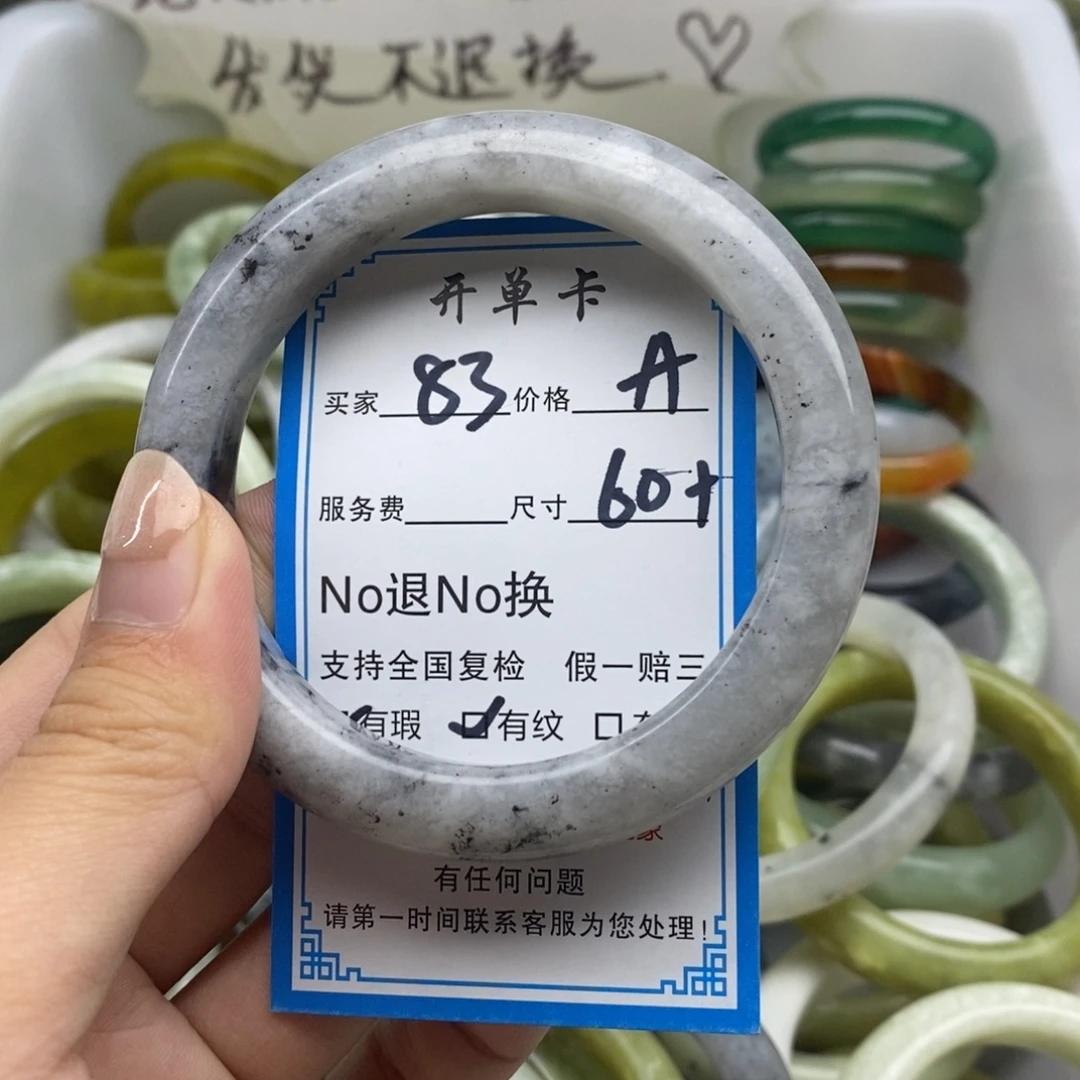 不退换
开单卡
买家 83 价格 A
服务费 尺寸 60+
No退No换
支持全国复检 假一赔三
有瑕 有纹
家
有任何问题
请第一时间联系客服为您处理!